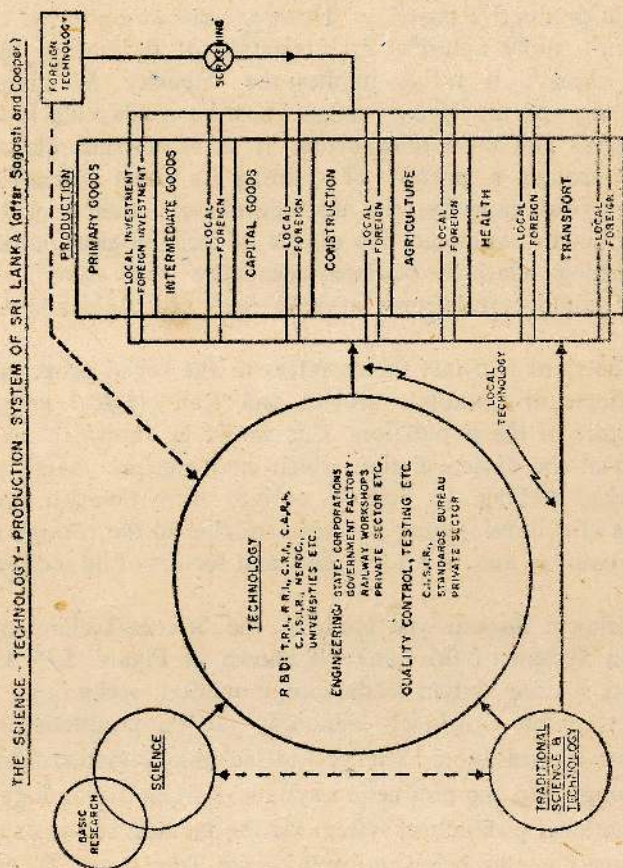 THE SCIENCE - TECHNOLOGY - PRODUCTION SYSTEM OF SRI LANKA (after Sagasti and Cooper)
FOREIGN
TECHNOLOGY
SCREENING
PRODUCTION
PRIMARY GOODS
LOCAL INVESTMENT
FOREIGN INVESTMENT
INTERMEDIATE GOODS
LOCAL
FOREIGN
CAPITAL GOODS
LOCAL
FOREIGN
CONSTRUCTION
LOCAL
FOREIGN
AGRICULTURE
LOCAL
FOREIGN
HEALTH
LOCAL
FOREIGN
TRANSPORT
LOCAL
FOREIGN
LOCAL
TECHNOLOGY
TECHNOLOGY
R & D: T.R.I., R.R.I., C.R.I., C.A.R.I.,
C.I.S.I.R., NERDC.,
UNIVERSITIES ETC.
ENGINEERING: STATE CORPORATIONS
GOVERNMENT FACTORY
RAILWAY WORKSHOPS
PRIVATE SECTOR ETC.
QUALITY CONTROL, TESTING ETC.
C.I.S.I.R.,
STANDARDS BUREAU
PRIVATE SECTOR
BASIC
RESEARCH
SCIENCE
TRADITIONAL
SCIENCE &
TECHNOLOGY